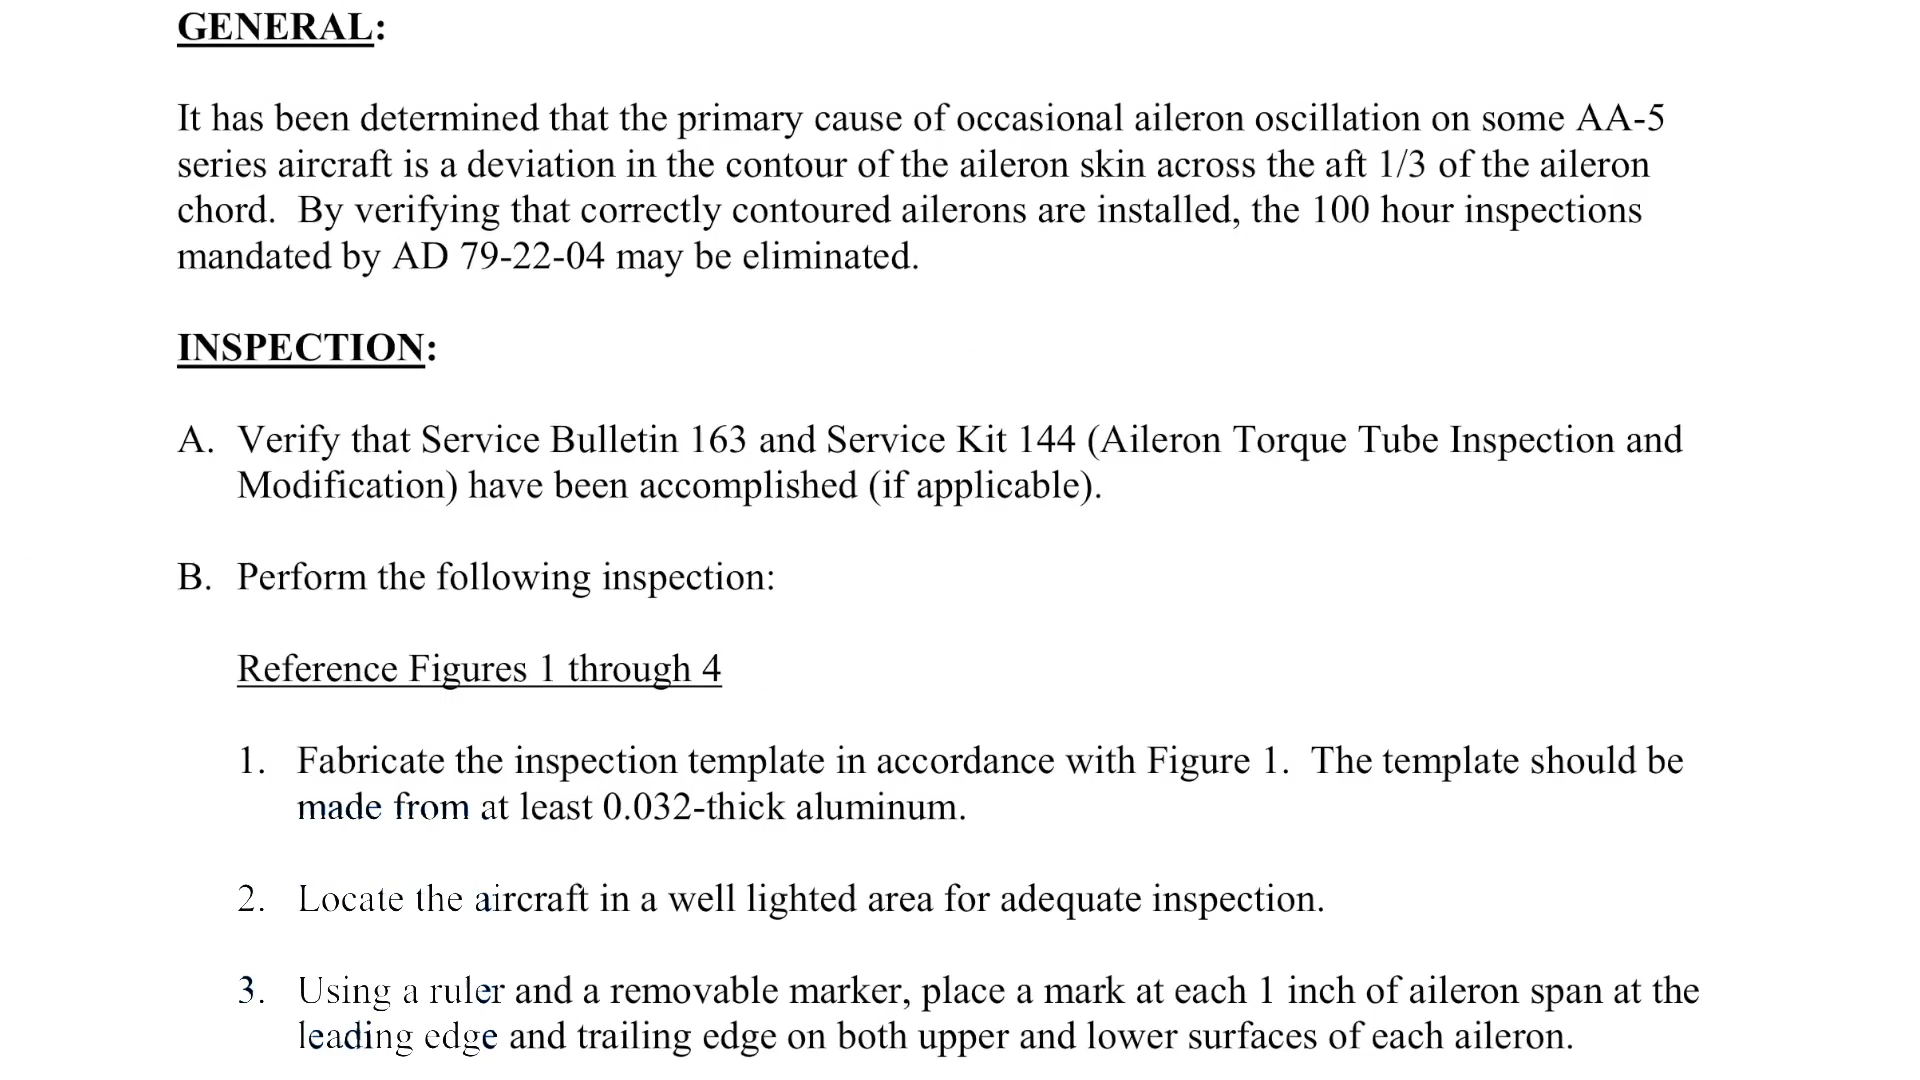 GENERAL:
It has been determined that the primary cause of occasional aileron oscillation on some AA-5
series aircraft is a deviation in the contour of the aileron skin across the aft 1/3 of the aileron
chord.  By verifying that correctly contoured ailerons are installed, the 100 hour inspections
mandated by AD 79-22-04 may be eliminated.
INSPECTION:
A. Verify that Service Bulletin 163 and Service Kit 144 (Aileron Torque Tube Inspection and
Modification) have been accomplished (if applicable).
B. Perform the following inspection:
Reference Figures 1 through 4
1. Fabricate the inspection template in accordance with Figure 1.  The template should be
made from at least 0.032-thick aluminum.
2. Locate the aircraft in a well lighted area for adequate inspection.
3. Using a ruler and a removable marker, place a mark at each 1 inch of aileron span at the
leading edge and trailing edge on both upper and lower surfaces of each aileron.